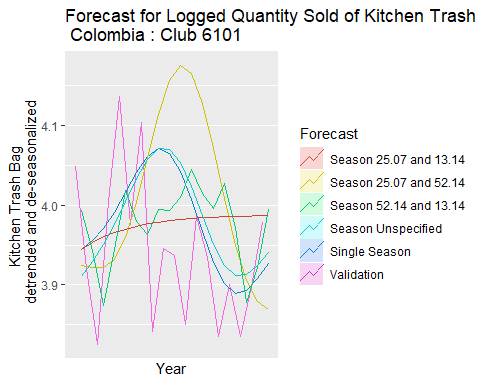 Forecast for Logged Quantity Sold of Kitchen Trash
Colombia : Club 6101
Kitchen Trash Bag
detrended and de-seasonalized
4.1
4.0
3.9
Year
Forecast
Season 25.07 and 13.14
Season 25.07 and 52.14
Season 52.14 and 13.14
Season Unspecified
Single Season
Validation